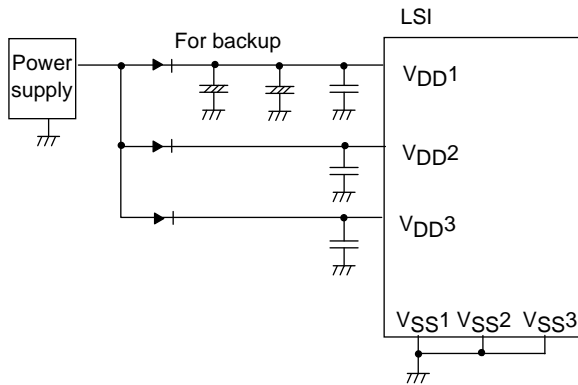 LSI
For backup
Power
supply
VDD1
VDD2
VDD3
VSS1 VSS2 VSS3